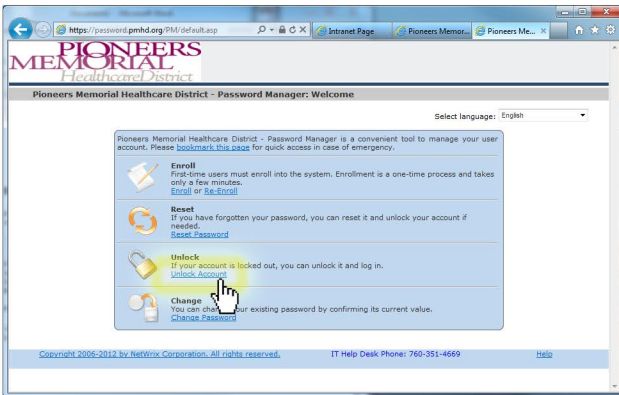 https://password.pmhd.org/PM/default.asp
Intranet Page
Pioneers Memor...
Pioneers Me...
PIONEERS
MEMORIAL
HealthcareDistrict
Pioneers Memorial Healthcare District - Password Manager: Welcome
Select language: English
Pioneers Memorial Healthcare District - Password Manager is a convenient tool to manage your user
account. Please bookmark this page for quick access in case of emergency.
Enroll
First-time users must enroll into the system. Enrollment is a one-time process and takes
only a few minutes.
Enroll or Re-Enroll
Reset
If you have forgotten your password, you can reset it and unlock your account if
needed.
Reset Password
Unlock
If your account is locked out, you can unlock it and log in.
Unlock Account
Change
You can your existing password by confirming its current value.
Change Password
Copyright 2006-2012 by NetWrix Corporation. All rights reserved.
IT Help Desk Phone: 760-351-4669
Help